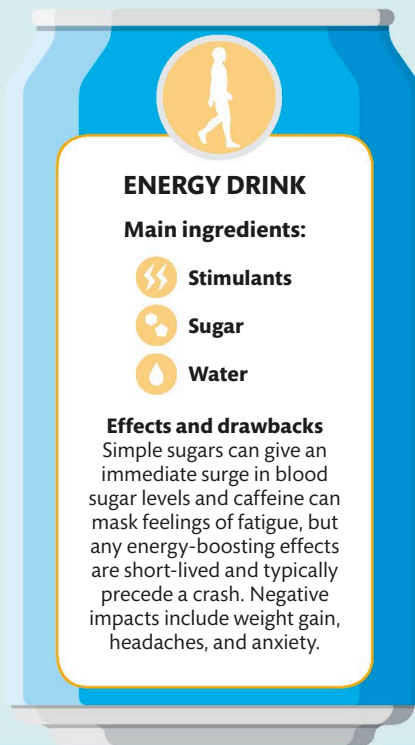 ENERGY DRINK
Main ingredients:
Stimulants
Sugar
Water
Effects and drawbacks
Simple sugars can give an
immediate surge in blood
sugar levels and caffeine can
mask feelings of fatigue, but
any energy-boosting effects
are short-lived and typically
precede a crash. Negative
impacts include weight gain,
headaches, and anxiety.